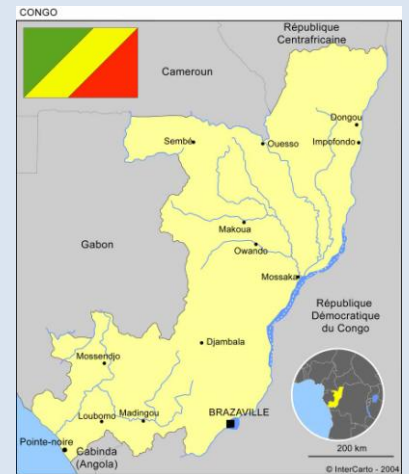 CONGO
République
Centrafricaine
Cameroun
Dongou
Sembé
Ouesso
Impofondo
Gabon
Makoua
Owando
Mossaka
République
Démocratique
du Congo
Djambala
Mossendjo
BRAZAVILLE
Loubomo
Madingou
Pointe-noire
Cabinda
(Angola)
200 km
© InterCarto - 2004